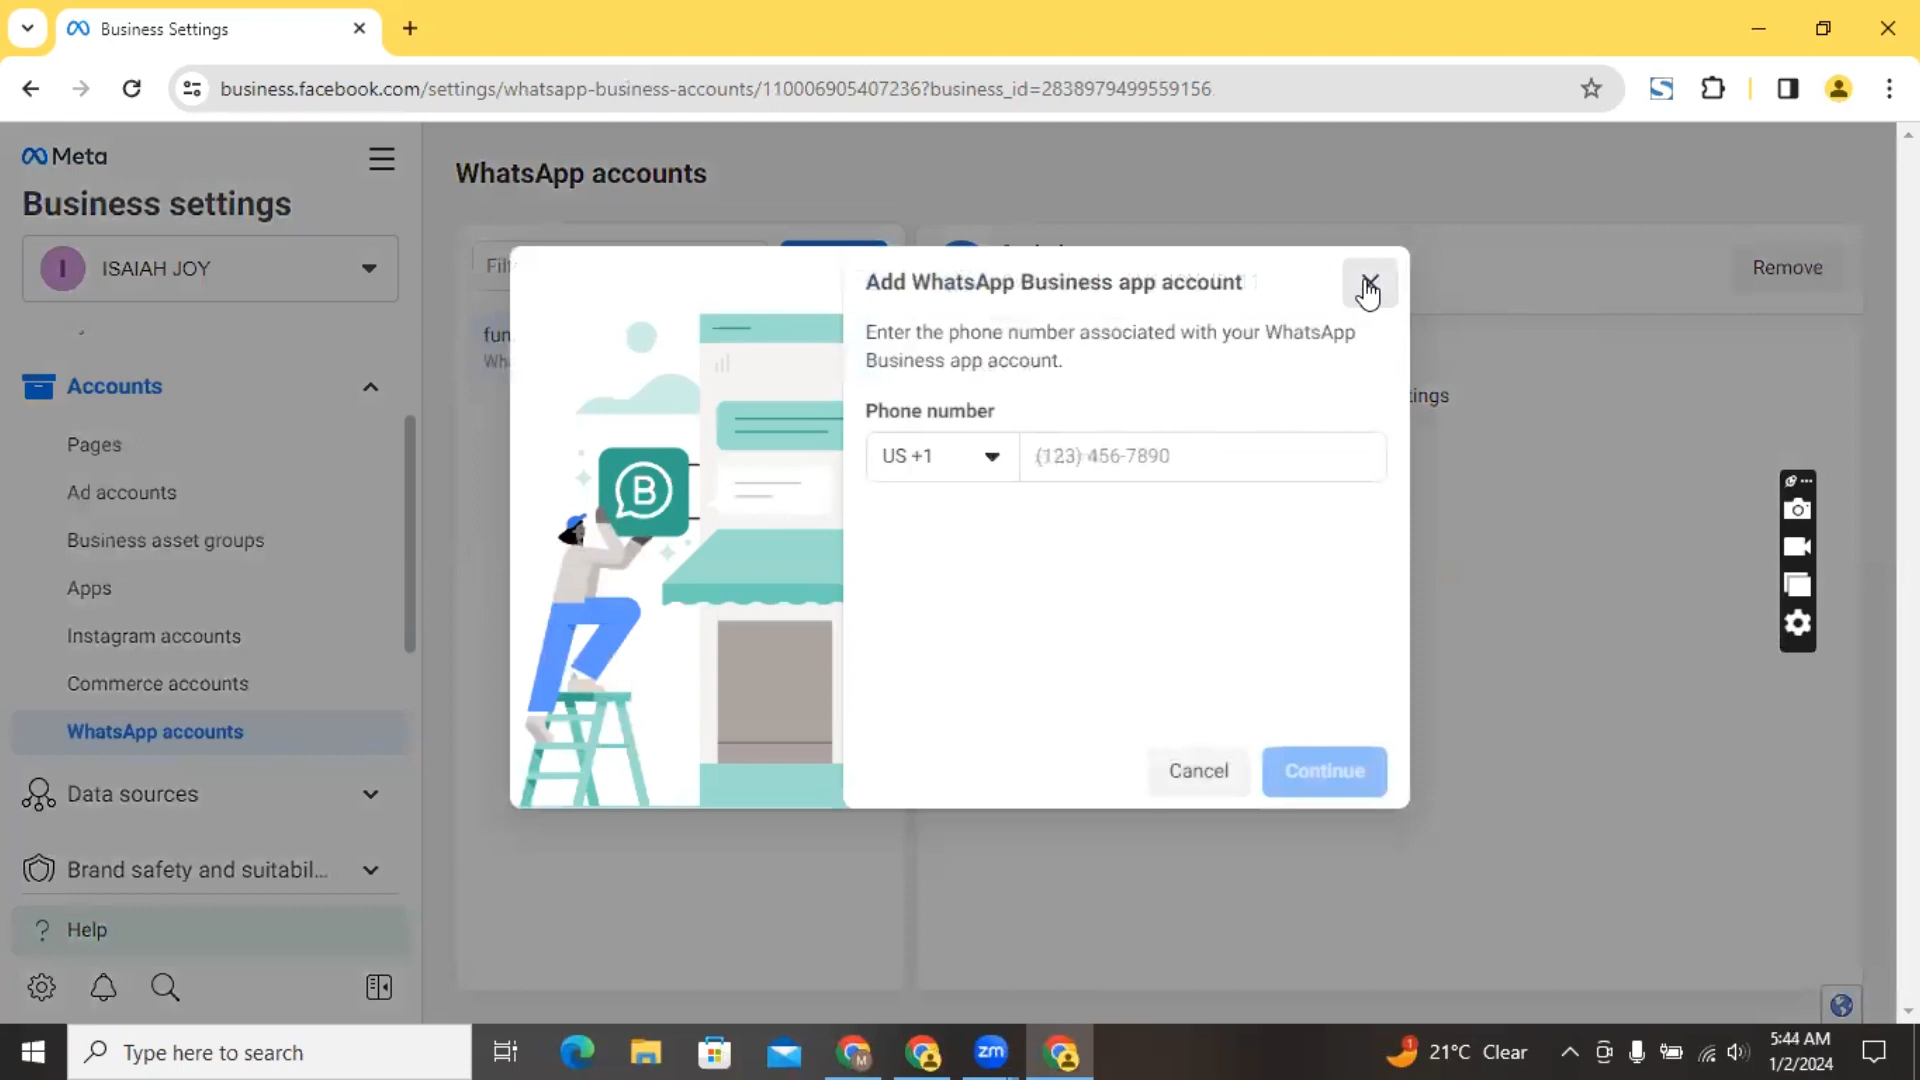 Business Settings
business.facebook.com/settings/whatsapp-business-accounts/110006905407236?business_id=2838979499559156
Meta
Business settings
I ISAIAH JOY
Accounts
Pages
Ad accounts
Business asset groups
Apps
Instagram accounts
Commerce accounts
WhatsApp accounts
Data sources
Brand safety and suitabil...
? Help
WhatsApp accounts
Remove
Add WhatsApp Business app account
Enter the phone number associated with your WhatsApp
Business app account.
Phone number
US +1 (123) 456-7890
B
Cancel Continue
Type here to search
M
zm
1
21°C Clear
5:44 AM
1/2/2024